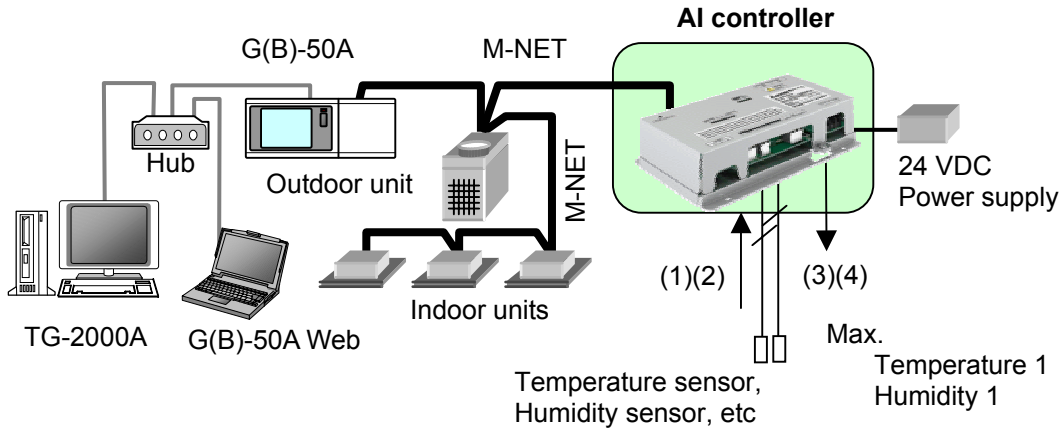 AI controller
G(B)-50A
M-NET
Hub
Outdoor unit
M-NET
24 VDC
Power supply
(1)(2)
(3)(4)
Indoor units
TG-2000A
G(B)-50A Web
Max.
Temperature 1
Humidity 1
Temperature sensor,
Humidity sensor, etc